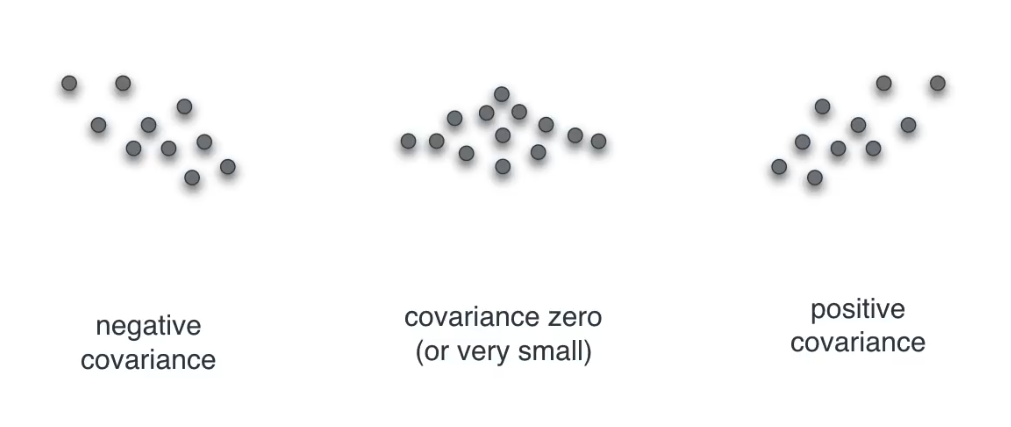 negative
covariance
covariance zero
(or very small)
positive
covariance